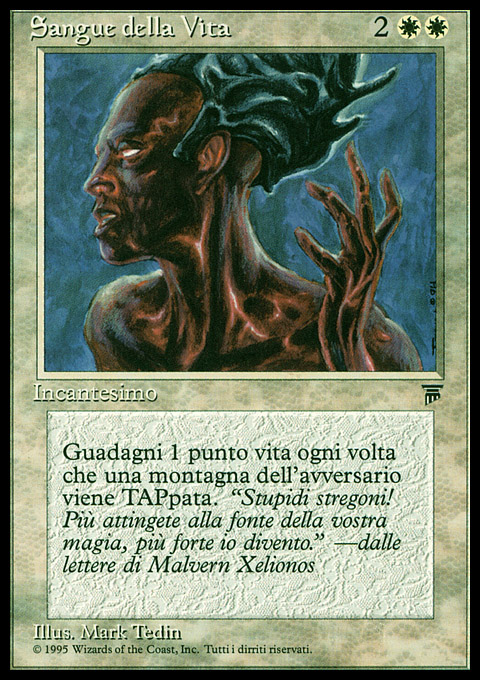 Sangue della Vita 2
Incantesimo
Guadagni 1 punto vita ogni volta
che una montagna dell'avversario
viene TAPpata. “Stupidi stregoni!
Più attingete alla fonte della vostra
magia, più forte io divento.” —dalle
lettere di Malvern Xelionos
Illus. Mark Tedin
© 1995 Wizards of the Coast, Inc. Tutti i dirriti riservati.